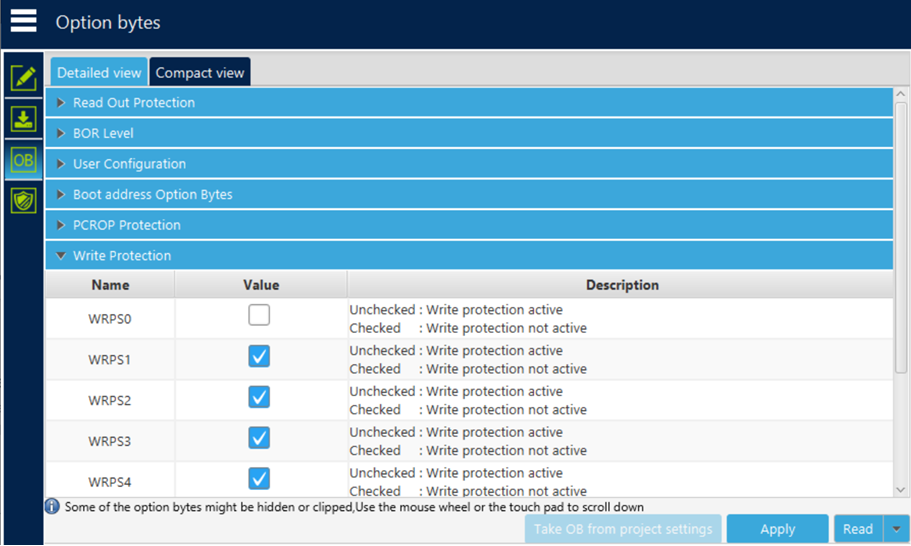 Option bytes
Detailed view Compact view
Read Out Protection
BOR Level
OB
User Configuration
Boot address Option Bytes
PCROP Protection
Write Protection
Name Value Description
WRPS0
Unchecked : Write protection active
Checked : Write protection not active
WRPS1
Unchecked : Write protection active
Checked : Write protection not active
WRPS2
Unchecked : Write protection active
Checked : Write protection not active
WRPS3
Unchecked : Write protection active
Checked : Write protection not active
WRPS4
Unchecked : Write protection active
Checked : Write protection not active
Some of the option bytes might be hidden or clipped,Use the mouse wheel or the touch pad to scroll down
Take OB from project settings Apply Read